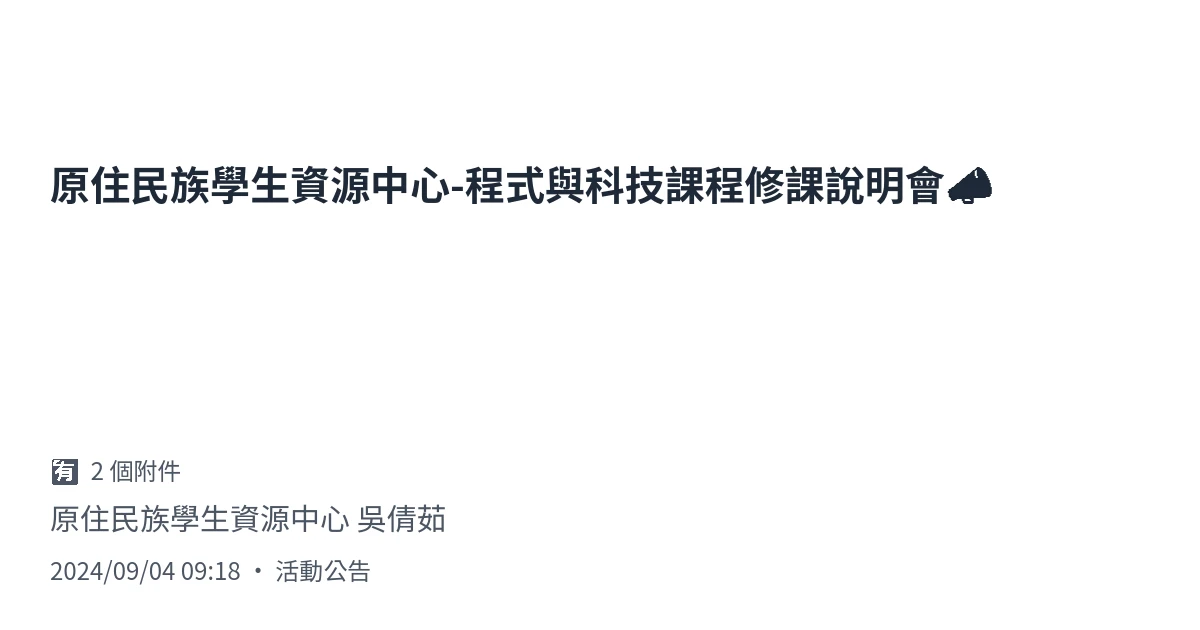 原住民族學生資源中心-程式與科技課程修課說明會📣
🈶 2 個附件
原住民族學生資源中心 吳倩茹
2024/09/04 09:18 • 活動公告